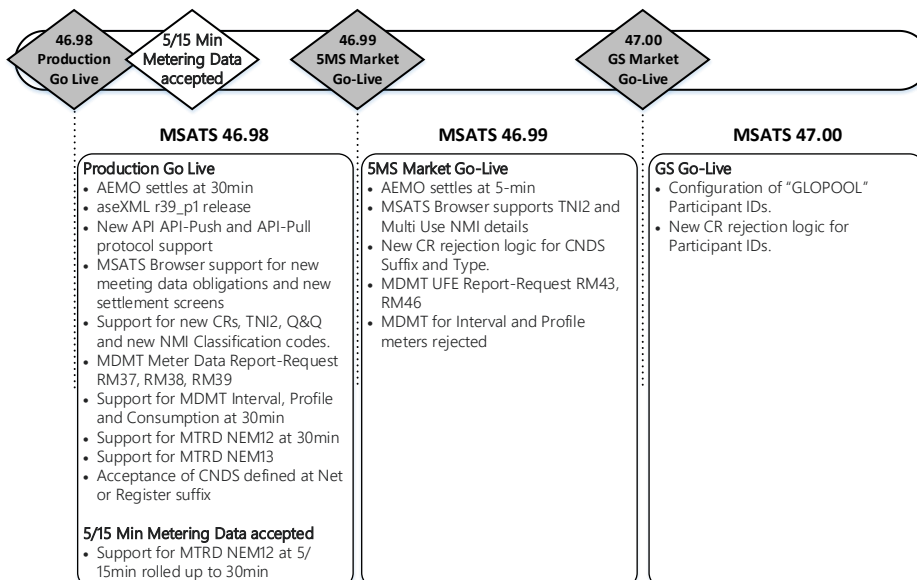 46.98
Production
Go Live
5/15 Min
Metering Data
accepted
46.99
5MS Market
Go-Live
47.00
GS Market
Go-Live
MSATS 46.98
Production Go Live
• AEMO settles at 30min
• aseXML r39_p1 release
• New API API-Push and API-Pull
protocol support
• MSATS Browser support for new
meeting data obligations and new
settlement screens
• Support for new CRs, TNI2, Q&Q
and new NMI Classification codes.
• MDMT Meter Data Report-Request
RM37, RM38, RM39
• Support for MDMT Interval, Profile
and Consumption at 30min
• Support for MTRD NEM12 at 30min
• Support for MTRD NEM13
• Acceptance of CNDS defined at Net
or Register suffix
5/15 Min Metering Data accepted
• Support for MTRD NEM12 at 5/
15min rolled up to 30min
MSATS 46.99
5MS Market Go-Live
• AEMO settles at 5-min
• MSATS Browser supports TNI2 and
Multi Use NMI details
• New CR rejection logic for CNDS
Suffix and Type.
• MDMT UFE Report-Request RM43,
RM46
• MDMT for Interval and Profile
meters rejected
MSATS 47.00
GS Go-Live
• Configuration of “GLOPOOL”
Participant IDs.
• New CR rejection logic for
Participant IDs.